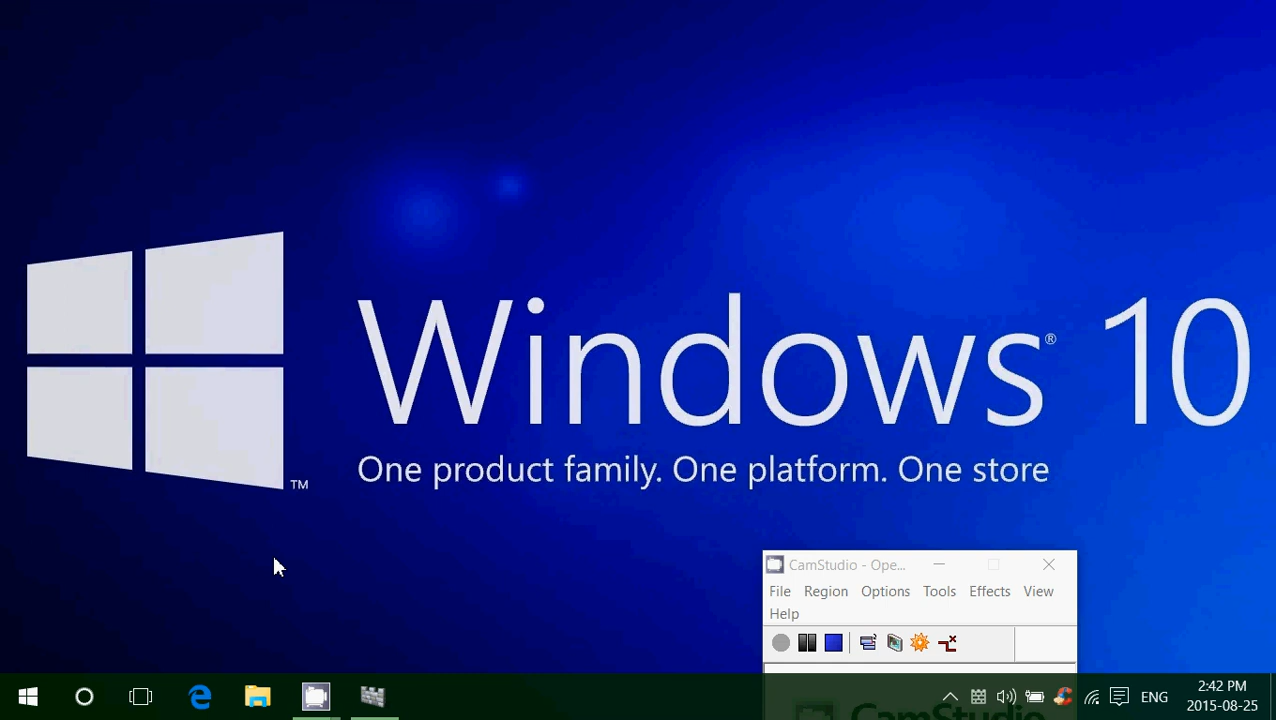 Windows® 10
One product family. One platform. One store
TM
CamStudio - Ope...
File Region Options Tools Effects View
Help
CamStudio
ENG
2:42 PM
2015-08-25